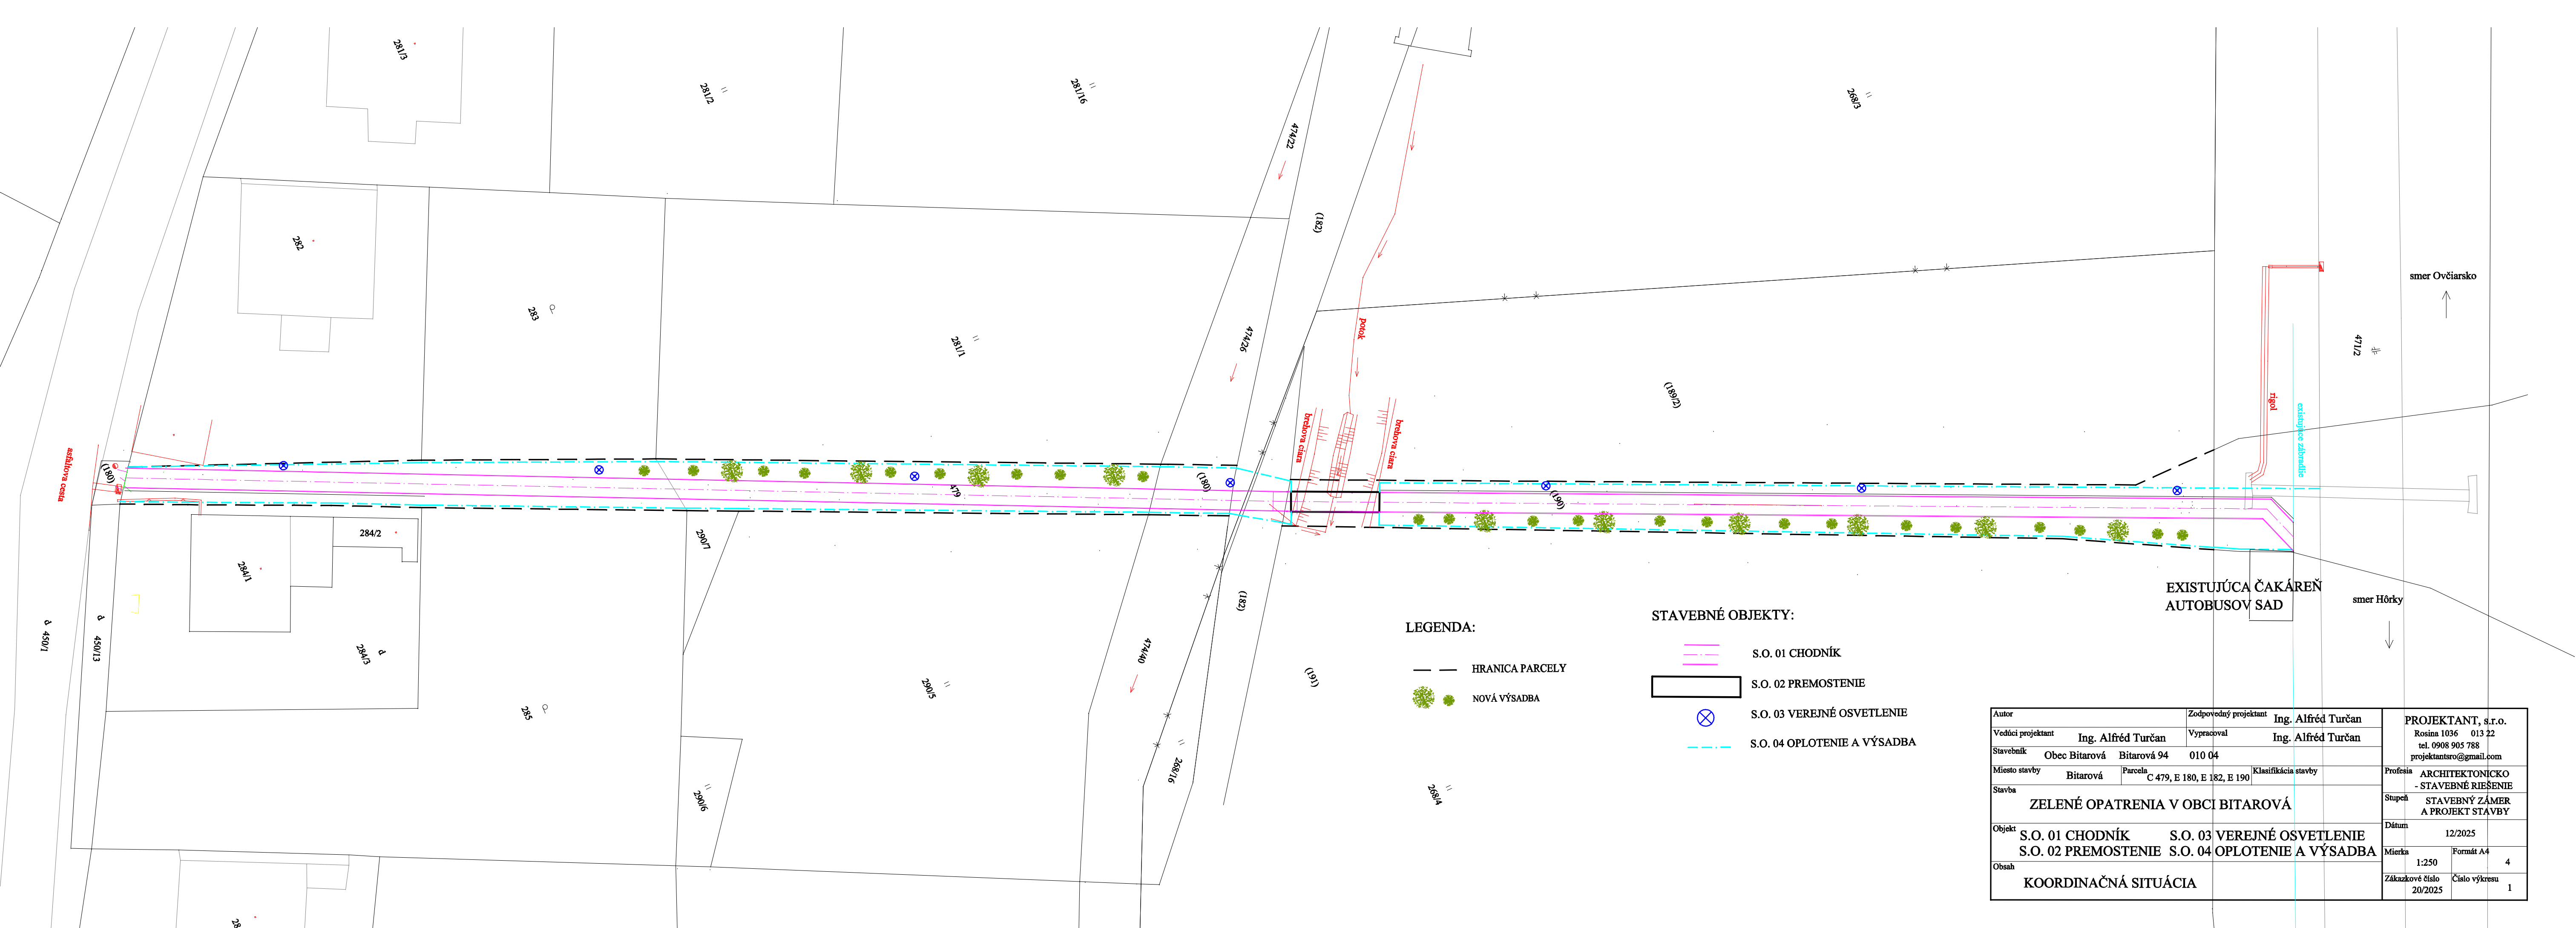 281/3
281/2
281/16
268/3
474/22
(182)
282
283
281/1
474/26
potok
(189/2)
smer Ovčiarsko
471/2
rigol
existujúce zábradlie
asfaltova cesta
(180)
479
(180)
brehova ciara
brehova ciara
(190)
284/2
284/1
290/7
284/3
d
d
450/1
d
450/13
285
290/5
290/6
474/40
(182)
(191)
268/16
268/4
EXISTUJÚCA ČAKÁREŇ
AUTOBUSOV SAD
smer Hôrky
LEGENDA:
HRANICA PARCELY
NOVÁ VÝSADBA
STAVEBNÉ OBJEKTY:
S.O. 01 CHODNÍK
S.O. 02 PREMOSTENIE
S.O. 03 VEREJNÉ OSVETLENIE
S.O. 04 OPLOTENIE A VÝSADBA
Autor
Zodpovedný projektant Ing. Alfréd Turčan
Vedúci projektant Ing. Alfréd Turčan
Vypracoval Ing. Alfréd Turčan
Stavebník Obec Bitarová Bitarová 94 010 04
Miesto stavby Bitarová
Parcela C 479, E 180, E 182, E 190
Klasifikácia stavby
Stavba
ZELENÉ OPATRENIA V OBCI BITAROVÁ
Objekt S.O. 01 CHODNÍK S.O. 03 VEREJNÉ OSVETLENIE
S.O. 02 PREMOSTENIE S.O. 04 OPLOTENIE A VÝSADBA
Obsah
KOORDINAČNÁ SITUÁCIA
PROJEKTANT, s.r.o.
Rosina 1036 013 22
tel. 0908 905 788
projektantsro@gmail.com
Profesia ARCHITEKTONICKO
- STAVEBNÉ RIEŠENIE
Stupeň STAVEBNÝ ZÁMER
A PROJEKT STAVBY
Dátum
12/2025
Mierka 1:250
Formát A4 4
Zákazkové číslo 20/2025
Číslo výkresu 1